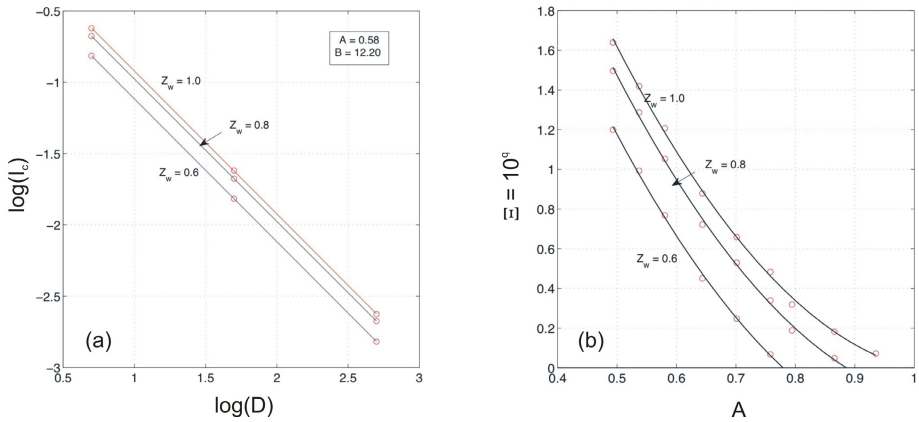 A = 0.58
B = 12.20
Z_w = 1.0
Z_w = 0.8
Z_w = 0.6
−0.5
−1
−1.5
−2
−2.5
−3
0.5
1
1.5
2
2.5
3
log(I_c)
log(D)
(a)
1.8
1.6
1.4
1.2
1.0
0.8
0.6
0.4
0.2
0
0.4
0.5
0.6
0.7
0.8
0.9
1
Z_w = 1.0
Z_w = 0.8
Z_w = 0.6
Ξ = 10^q
A
(b)